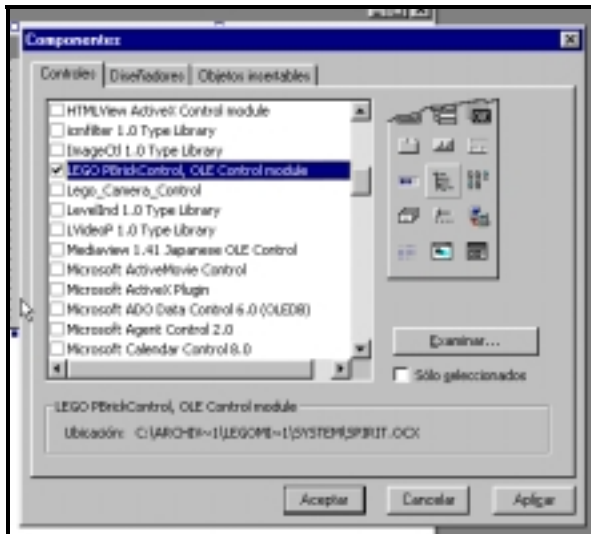 Componentes
Controles Diseñadores Objetos insertables
HTMLView ActiveX Control module
icmfilter 1.0 Type Library
ImageCtl 1.0 Type Library
LEGO PBrickControl, OLE Control module
Lego_Camera_Control
LevelInd 1.0 Type Library
LVideoP 1.0 Type Library
Mediaview 1.41 Japanese OLE Control
Microsoft ActiveMovie Control
Microsoft ActiveX Plugin
Microsoft ADO Data Control 6.0 (OLEDB)
Microsoft Agent Control 2.0
Microsoft Calendar Control 8.0
Examinar...
Sólo seleccionados
LEGO PBrickControl, OLE Control module
Ubicación: C:\ARCHIV~1\LEGOMI~1\SYSTEM\SPIRIT.OCX
Aceptar Cancelar Aplicar